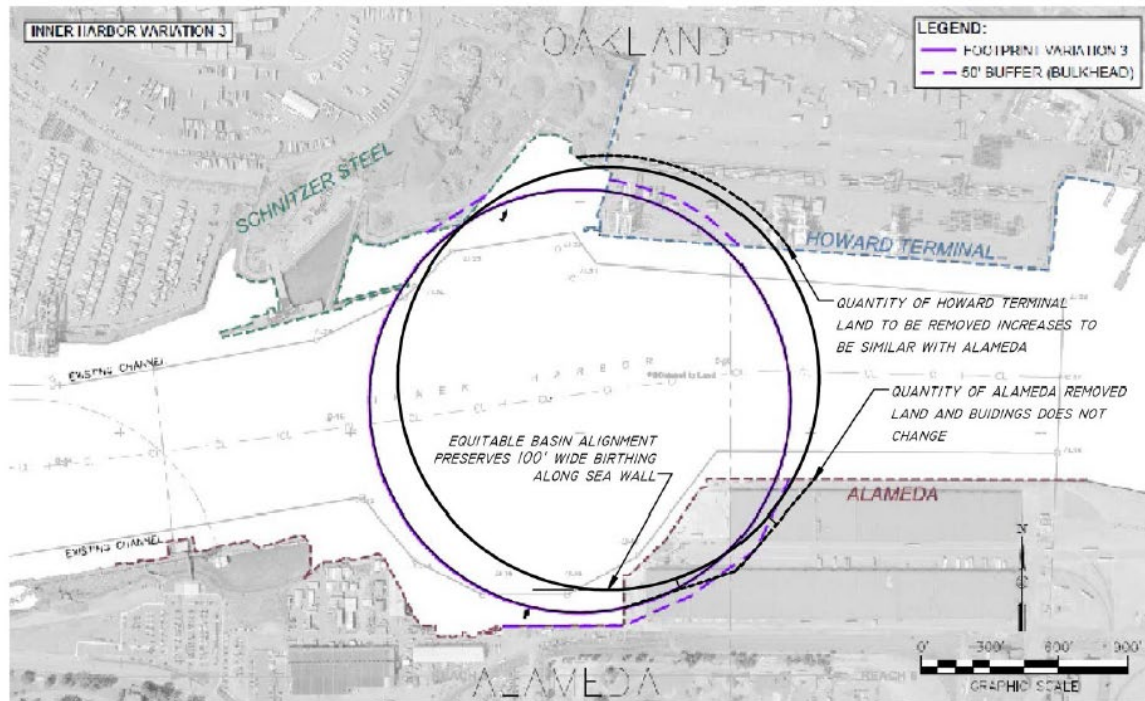 INNER HARBOR VARIATION 3
OAKLAND
LEGEND:
FOOTPRINT VARIATION 3
50' BUFFER (BULKHEAD)
SCHNITZER STEEL
HOWARD TERMINAL
QUANTITY OF HOWARD TERMINAL
LAND TO BE REMOVED INCREASES TO
BE SIMILAR WITH ALAMEDA
EXISTING CHANNEL
INNER HARBOR
QUANTITY OF ALAMEDA REMOVED
LAND AND BUIDINGS DOES NOT
CHANGE
EQUITABLE BASIN ALIGNMENT
PRESERVES 100' WIDE BIRTHING
ALONG SEA WALL
ALAMEDA
EXISTING CHANNEL
N
0' 300' 600' 900'
GRAPHIC SCALE
ALAMEDA